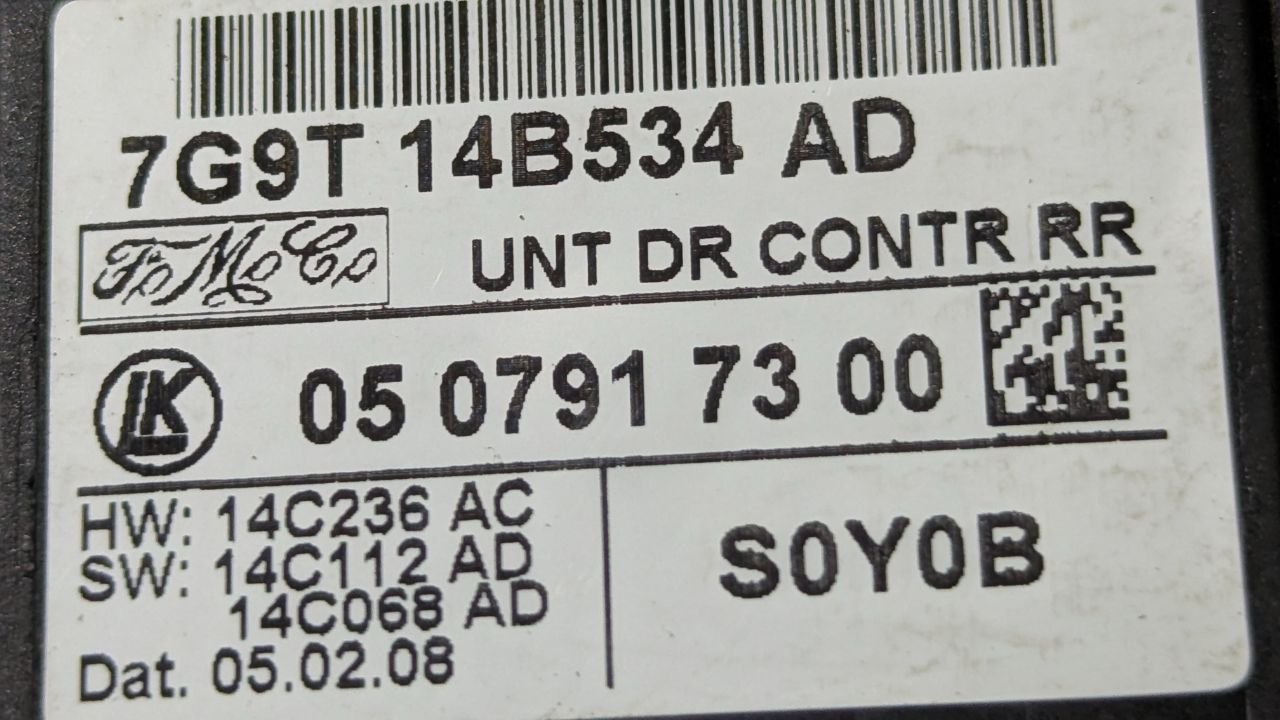 7G9T 14B534 AD
FoMoCo
UNT DR CONTR RR
LK
05 0791 73 00
HW: 14C236 AC
SW: 14C112 AD
14C068 AD
Dat. 05.02.08
S0Y0B